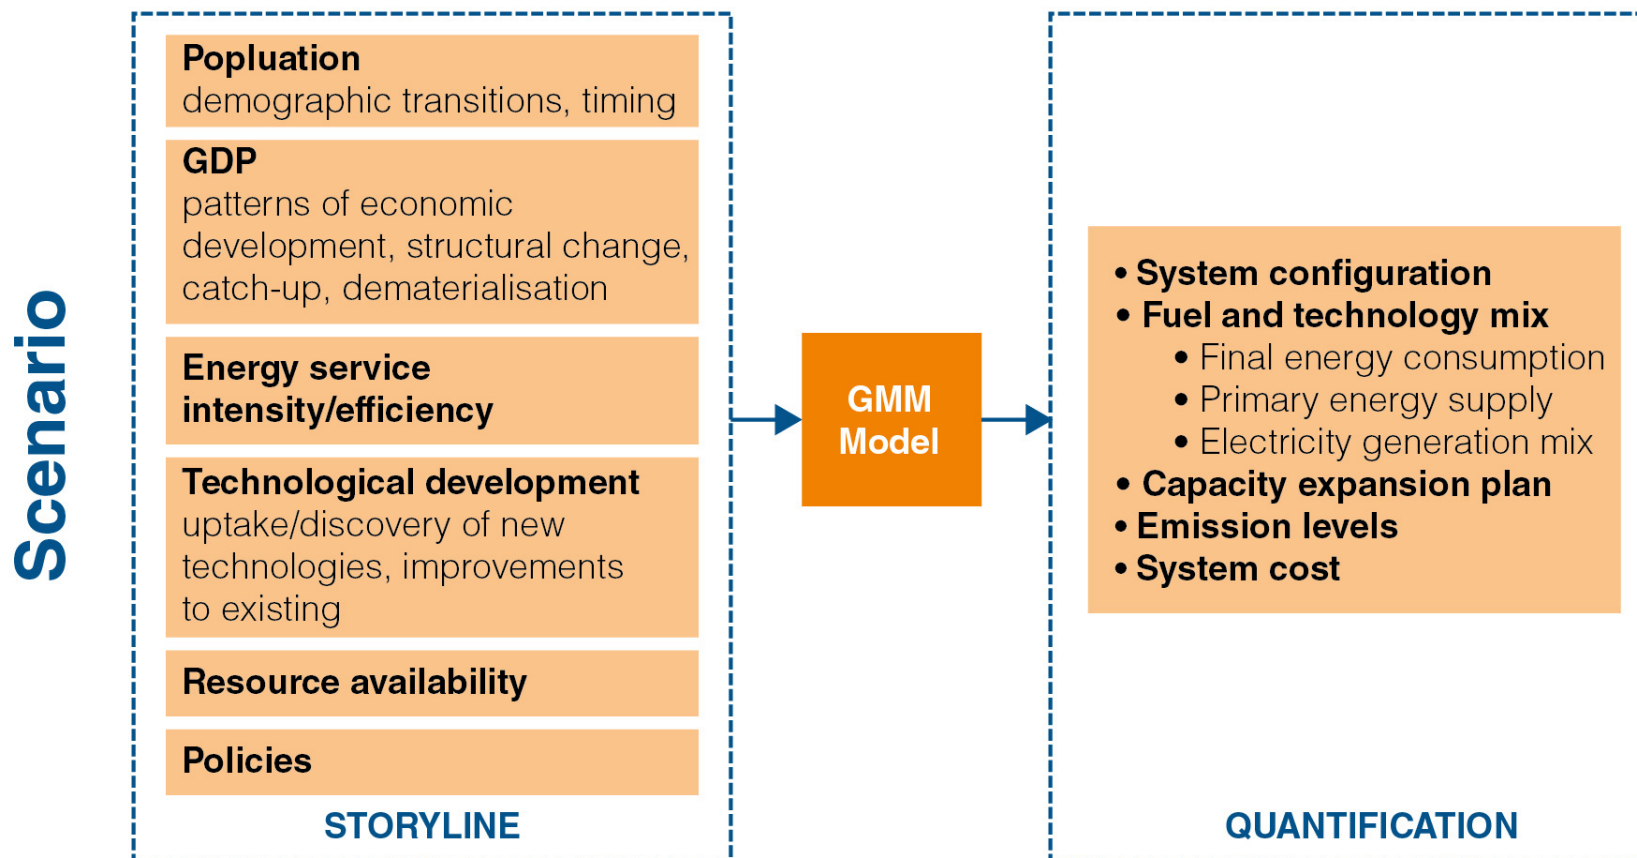 Scenario
Popluation
demographic transitions, timing
GDP
patterns of economic
development, structural change,
catch-up, dematerialisation
Energy service
intensity/efficiency
Technological development
uptake/discovery of new
technologies, improvements
to existing
Resource availability
Policies
STORYLINE
GMM
Model
• System configuration
• Fuel and technology mix
• Final energy consumption
• Primary energy supply
• Electricity generation mix
• Capacity expansion plan
• Emission levels
• System cost
QUANTIFICATION